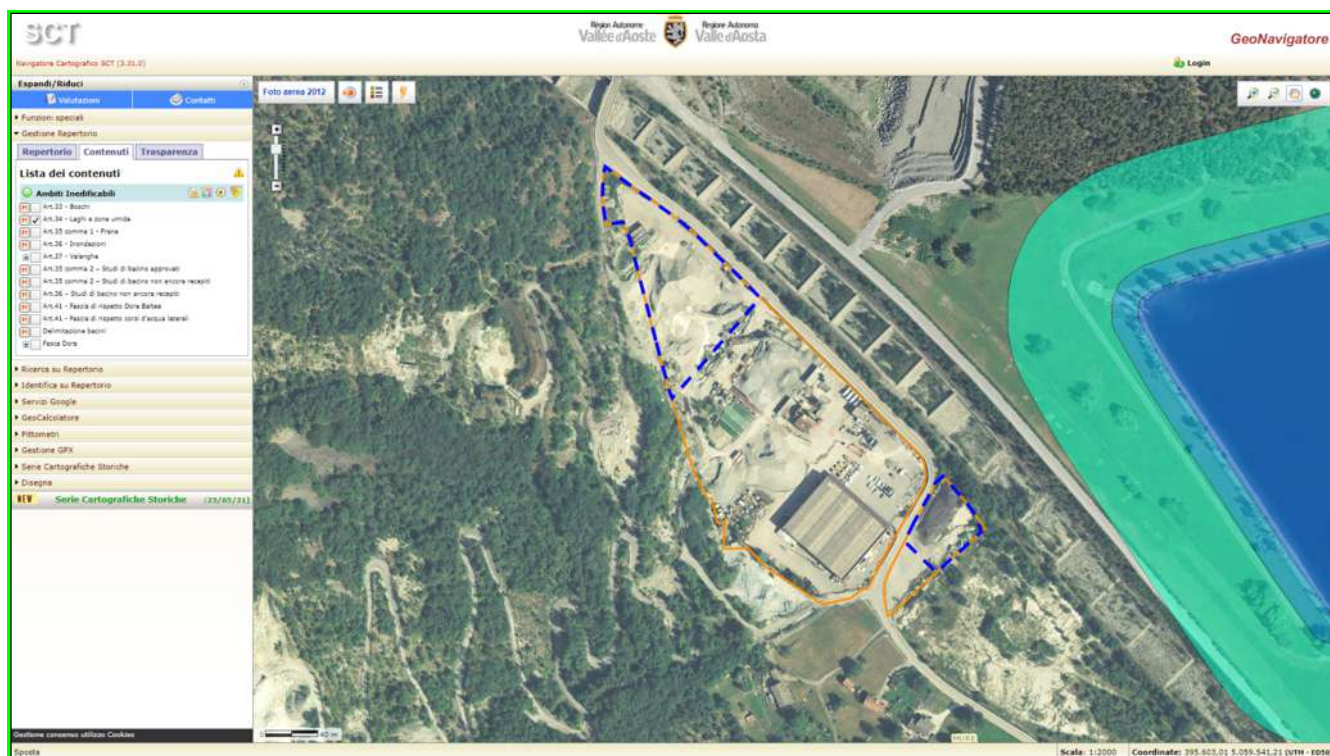 SCT
Région Autonome Vallée d'Aoste
Regione Autonoma Valle d'Aosta
GeoNavigatore
Navigatore Cartografico SCT (3.31.0)
Login
Espandi/Riduci
Valutazioni
Contatti
Funzioni speciali
Gestione Repertorio
Repertorio
Contenuti
Trasparenza
Lista dei contenuti
Ambiti Inedificabili
Art.33 - Boschi
Art.34 - Laghi e zone umide
Art.35 comma 1 - Frane
Art.36 - Inondazioni
Art.37 - Valanghe
Art.35 comma 2 - Studi di bacino approvati
Art.35 comma 2 - Studi di bacino non ancora recepiti
Art.36 - Studi di bacino non ancora recepiti
Art.41 - Fascia di rispetto Dora Baltea
Art.41 - Fascia di rispetto corsi d'acqua laterali
Delimitazione bacini
Fasce Dora
Ricerca su Repertorio
Identifica su Repertorio
Servizi Google
GeoCalcolatore
Pittometri
Gestione GPX
Serie Cartografiche Storiche
Disegna
NEW Serie Cartografiche Storiche (25/05/21)
Foto aerea 2012
0 40 m
Gestione consenso utilizzo Cookies
Sposta
Scala: 1:2000 Coordinate: 395.603,01 5.059.541,21 (UTM - ED50